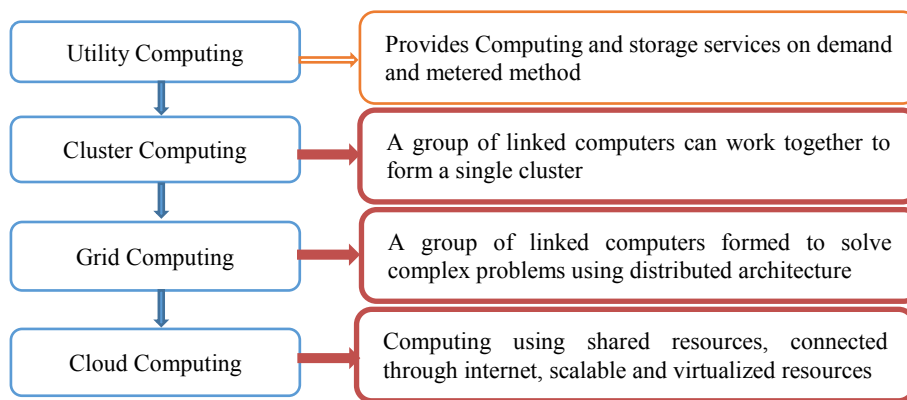 Utility Computing
Provides Computing and storage services on demand
and metered method
Cluster Computing
A group of linked computers can work together to
form a single cluster
Grid Computing
A group of linked computers formed to solve
complex problems using distributed architecture
Cloud Computing
Computing using shared resources, connected
through internet, scalable and virtualized resources